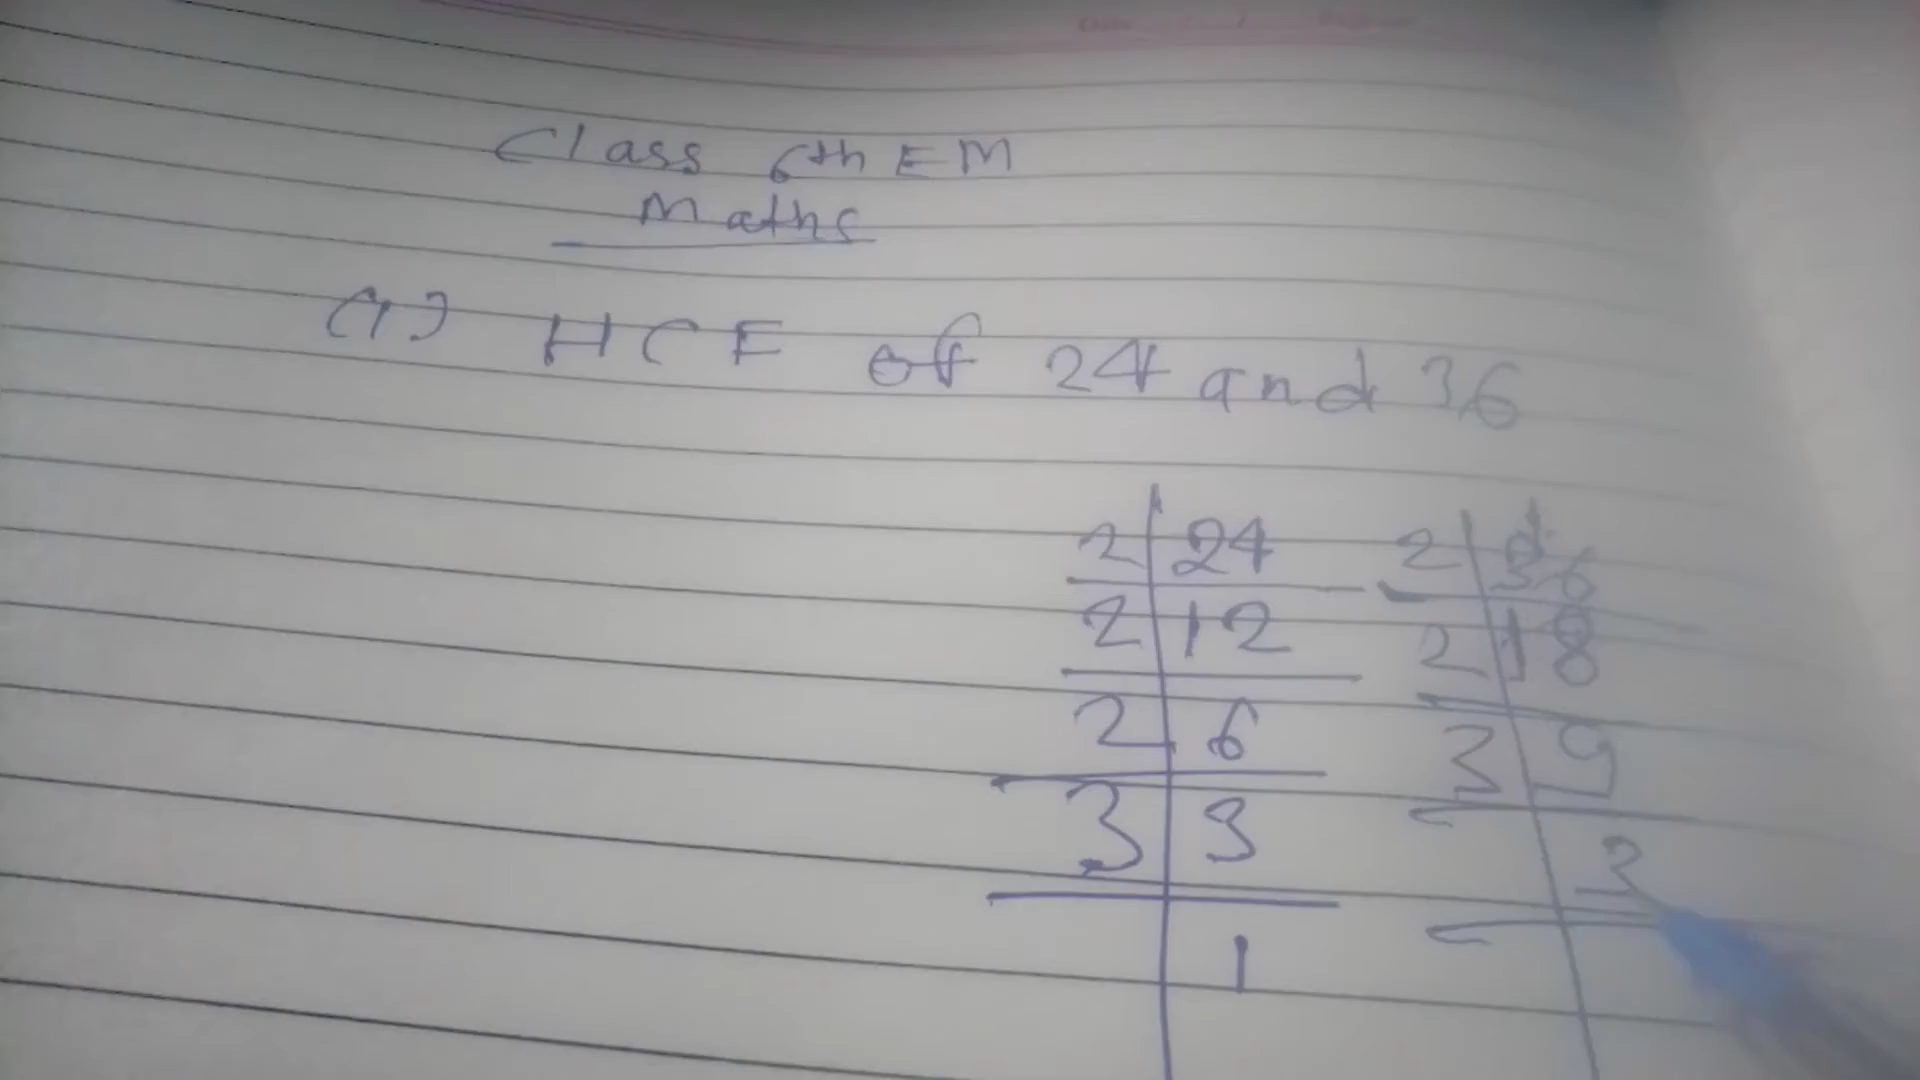 Class 6th EM
Maths
(1) HCF of 24 and 36
2 | 24
2 | 12
2 | 6
3 | 3
1
2 | 36
2 | 18
3 | 9
3